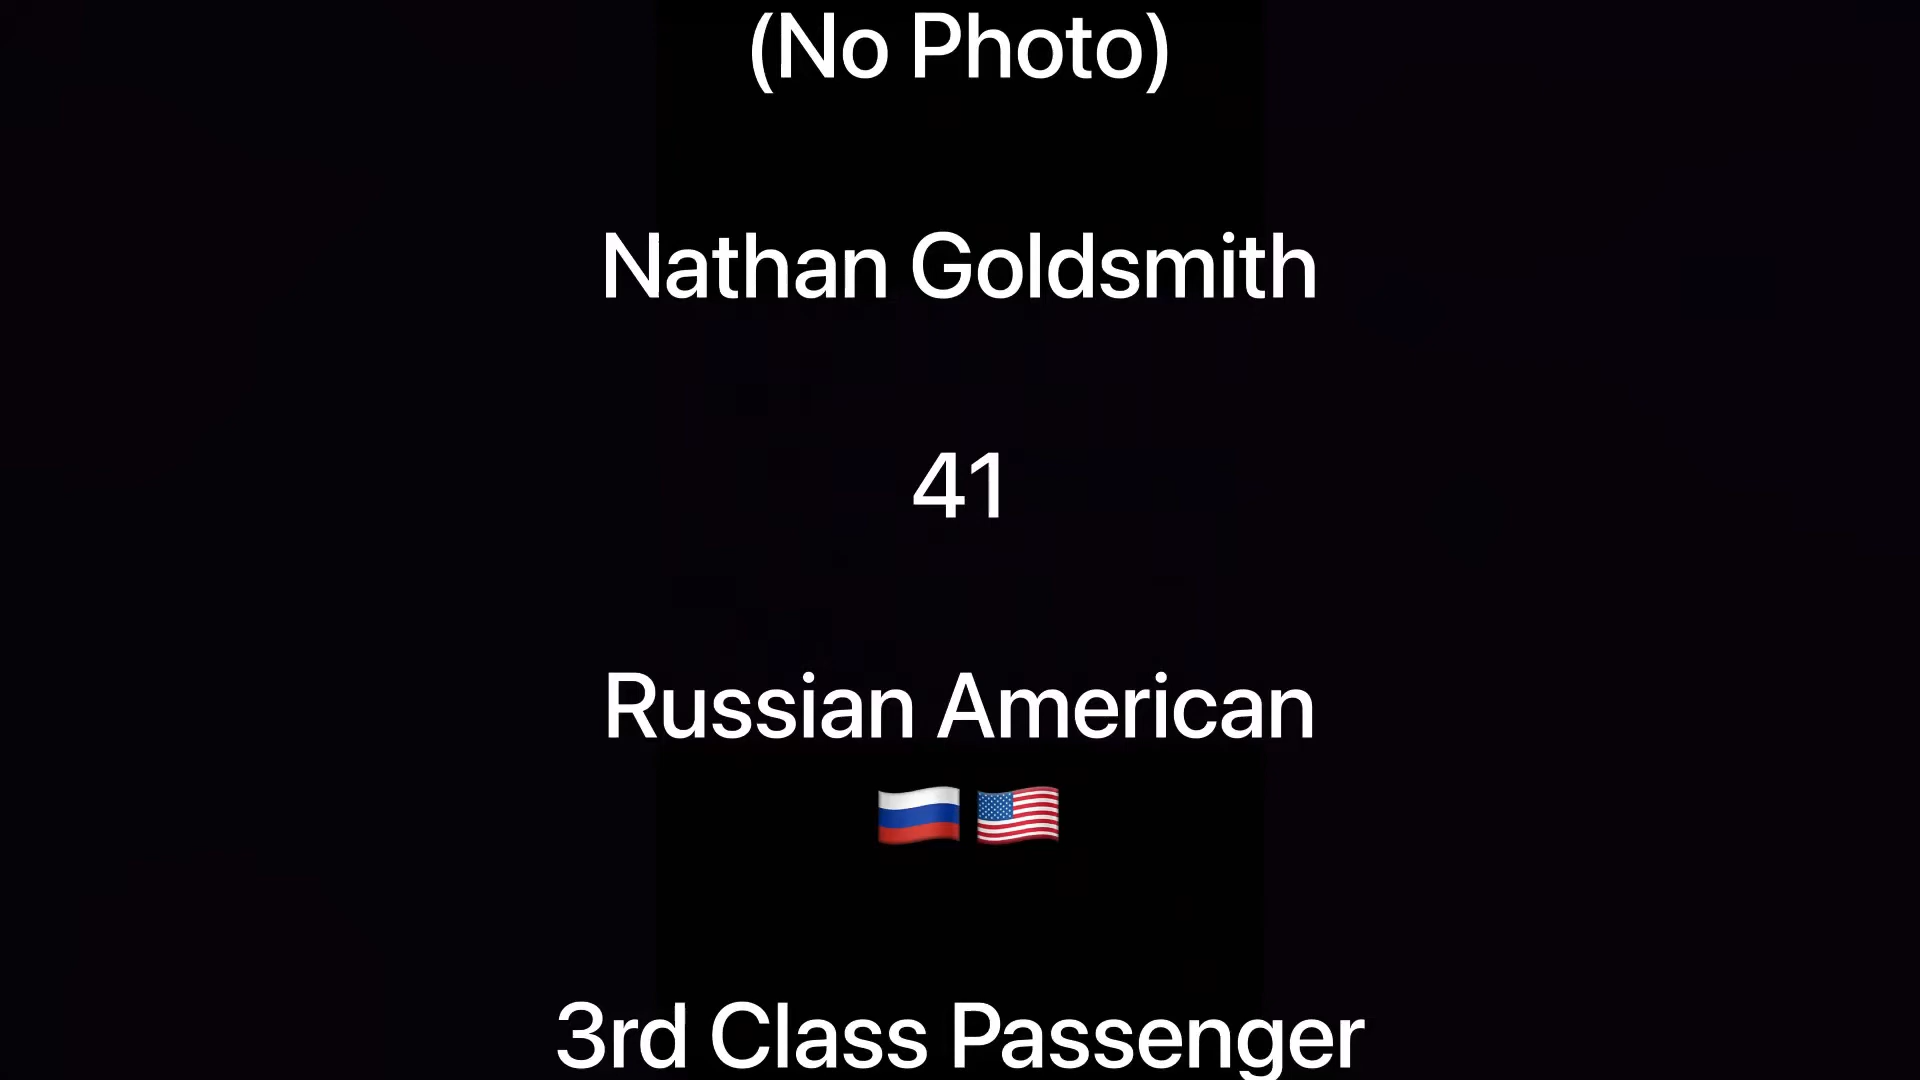 (No Photo)
Nathan Goldsmith
41
Russian American
🇷🇺 🇺🇸
3rd Class Passenger